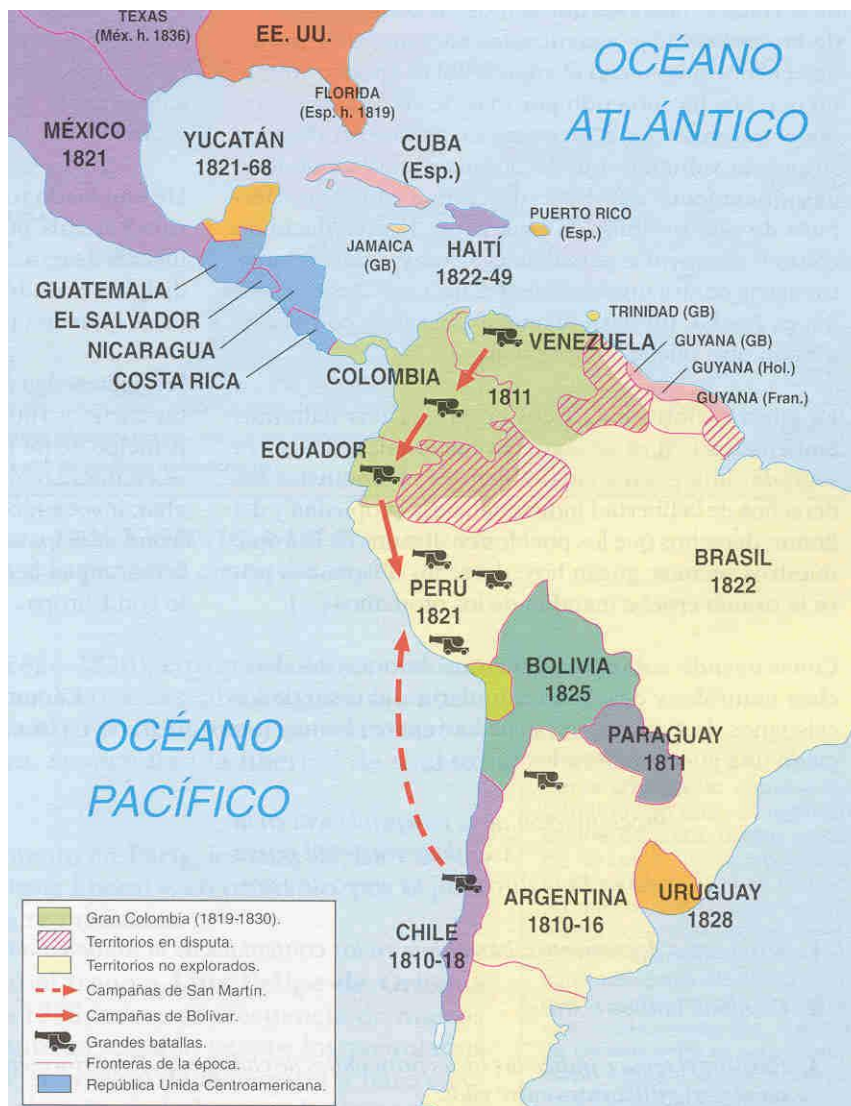 TEXAS
(Méx. h. 1836)
EE. UU.
OCÉANO
ATLÁNTICO
FLORIDA
(Esp. h. 1819)
MÉXICO
1821
YUCATÁN
1821-68
CUBA
(Esp.)
PUERTO RICO
(Esp.)
JAMAICA
(GB)
HAITÍ
1822-49
GUATEMALA
EL SALVADOR
NICARAGUA
COSTA RICA
TRINIDAD (GB)
VENEZUELA
GUYANA (GB)
GUYANA (Hol.)
GUYANA (Fran.)
COLOMBIA
1811
ECUADOR
BRASIL
1822
PERÚ
1821
BOLIVIA
1825
OCÉANO
PACÍFICO
PARAGUAY
1811
ARGENTINA
1810-16
URUGUAY
1828
CHILE
1810-18
Gran Colombia (1819-1830).
Territorios en disputa.
Territorios no explorados.
Campañas de San Martín.
Campañas de Bolívar.
Grandes batallas.
Fronteras de la época.
República Unida Centroamericana.